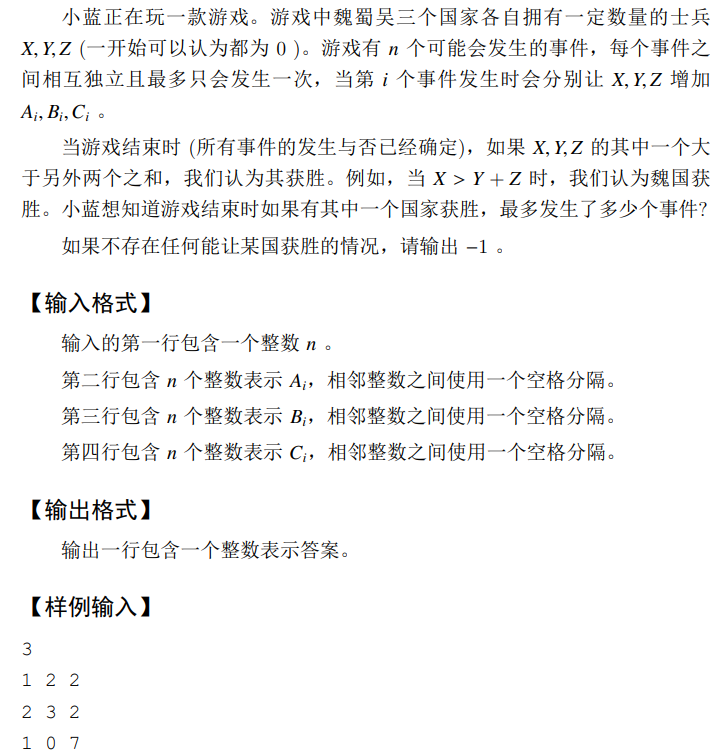 小蓝正在玩一款游戏。游戏中魏蜀吴三个国家各自拥有一定数量的士兵
X, Y, Z (一开始可以认为都为 0 )。游戏有 n 个可能会发生的事件，每个事件之
间相互独立且最多只会发生一次，当第 i 个事件发生时会分别让 X, Y, Z 增加
Ai, Bi, Ci 。
当游戏结束时 (所有事件的发生与否已经确定)，如果 X, Y, Z 的其中一个大
于另外两个之和，我们认为其获胜。例如，当 X > Y + Z 时，我们认为魏国获
胜。小蓝想知道游戏结束时如果有其中一个国家获胜，最多发生了多少个事件?
如果不存在任何能让某国获胜的情况，请输出 −1 。
【输入格式】
输入的第一行包含一个整数 n 。
第二行包含 n 个整数表示 Ai，相邻整数之间使用一个空格分隔。
第三行包含 n 个整数表示 Bi，相邻整数之间使用一个空格分隔。
第四行包含 n 个整数表示 Ci，相邻整数之间使用一个空格分隔。
【输出格式】
输出一行包含一个整数表示答案。
【样例输入】
3
1 2 2
2 3 2
1 0 7